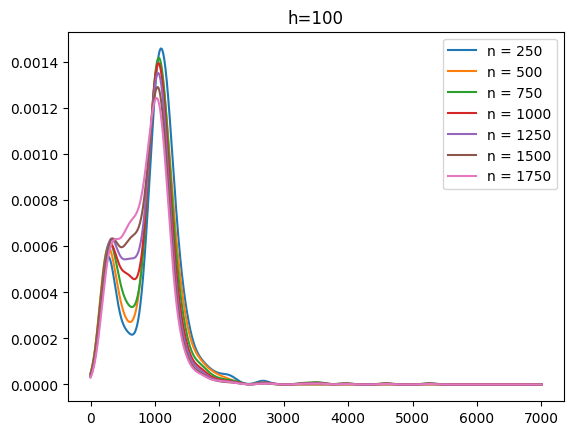 h=100
n = 250
n = 500
n = 750
n = 1000
n = 1250
n = 1500
n = 1750
0.0014
0.0012
0.0010
0.0008
0.0006
0.0004
0.0002
0.0000
0 1000 2000 3000 4000 5000 6000 7000